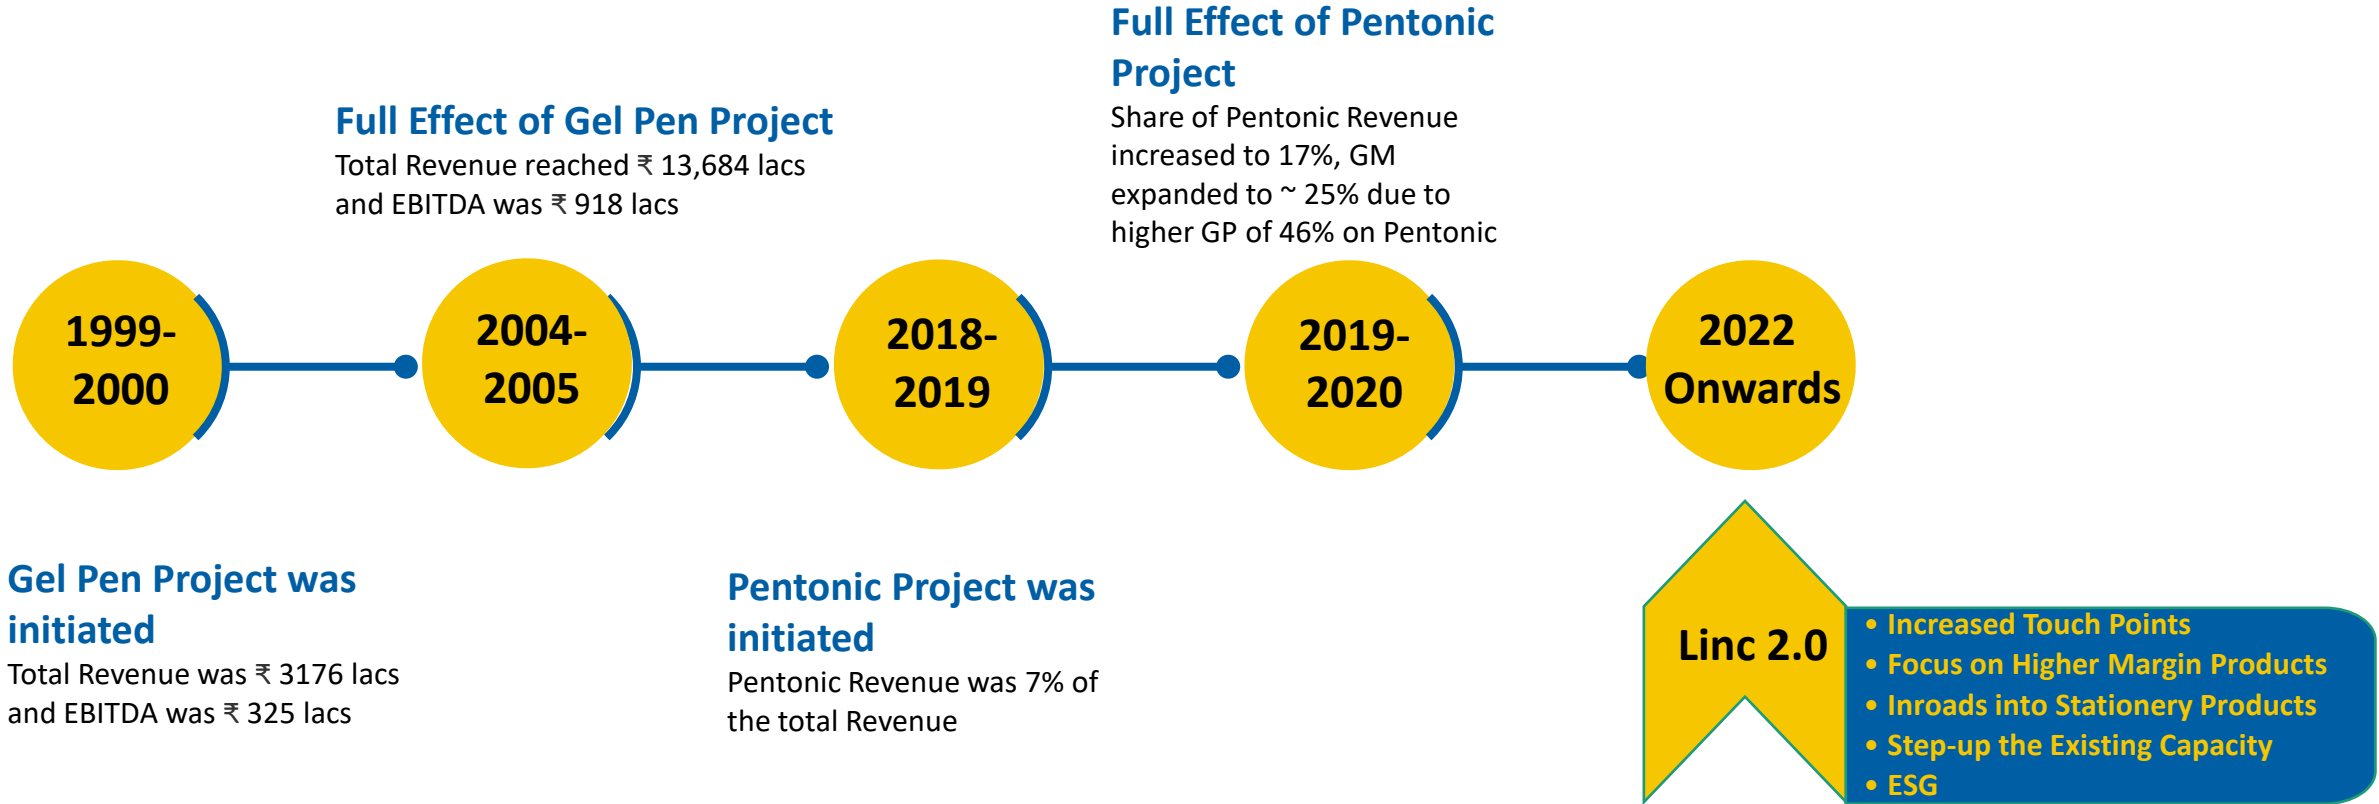 Full Effect of Pentonic
Project
Share of Pentonic Revenue
increased to 17%, GM
expanded to ~ 25% due to
higher GP of 46% on Pentonic
Full Effect of Gel Pen Project
Total Revenue reached ₹ 13,684 lacs
and EBITDA was ₹ 918 lacs
1999-
2000
2004-
2005
2018-
2019
2019-
2020
2022
Onwards
Gel Pen Project was
initiated
Total Revenue was ₹ 3176 lacs
and EBITDA was ₹ 325 lacs
Pentonic Project was
initiated
Pentonic Revenue was 7% of
the total Revenue
Linc 2.0
• Increased Touch Points
• Focus on Higher Margin Products
• Inroads into Stationery Products
• Step-up the Existing Capacity
• ESG